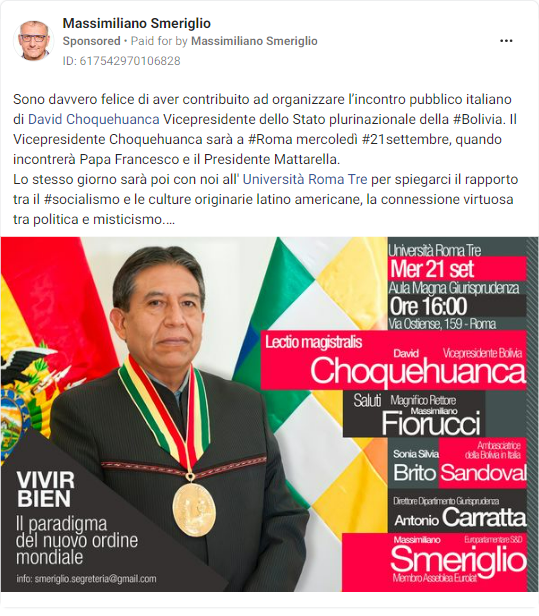 Massimiliano Smeriglio
Sponsored • Paid for by Massimiliano Smeriglio
ID: 617542970106828
Sono davvero felice di aver contribuito ad organizzare l'incontro pubblico italiano
di David Choquehuanca Vicepresidente dello Stato plurinazionale della #Bolivia. Il
Vicepresidente Choquehuanca sarà a #Roma mercoledì #21settembre, quando
incontrerà Papa Francesco e il Presidente Mattarella.
Lo stesso giorno sarà poi con noi all' Università Roma Tre per spiegarci il rapporto
tra il #socialismo e le culture originarie latino americane, la connessione virtuosa
tra politica e misticismo....
Università Roma Tre
Mer 21 set
Aula Magna Giurisprudenza
Ore 16:00
Via Ostiense, 159 - Roma
Lectio magistralis
David Vicepresidente Bolivia
Choquehuanca
Saluti Magnifico Rettore
Massimiliano
Fiorucci
Sonia Silvia Ambasciatrice
della Bolivia in Italia
Brito Sandoval
Direttore Dipartimento Giurisprudenza
Antonio Carratta
Massimiliano Europarlamentare S&D
Smeriglio
Membro Asseblea Eurolat
VIVIR
BIEN
Il paradigma
del nuovo ordine
mondiale
info: smeriglio.segreteria@gmail.com